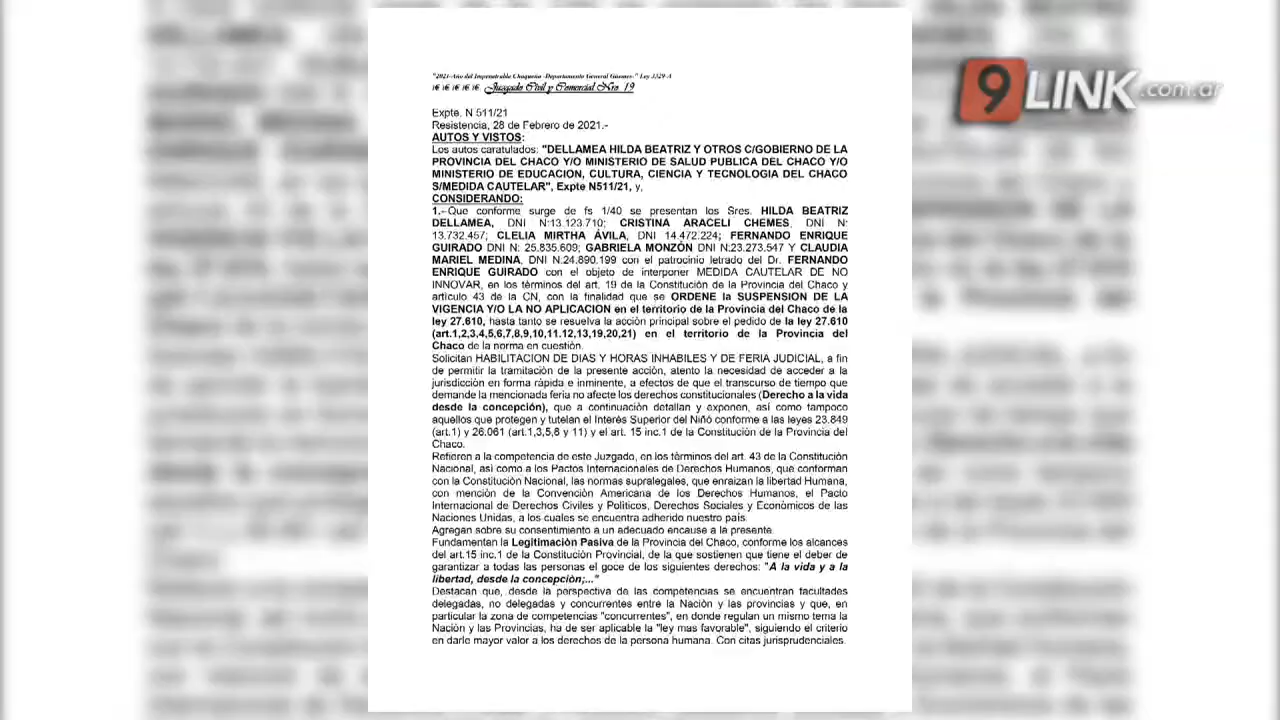 "2021-Año del Impenetrable Chaqueño -Departamento General Güemes-" Ley 3329-A
Juzgado Civil y Comercial Nro. 19
9 LINK.com.ar
Expte. N 511/21
Resistencia, 28 de Febrero de 2021.-
AUTOS Y VISTOS:
Los autos caratulados: "DELLAMEA HILDA BEATRIZ Y OTROS C/GOBIERNO DE LA
PROVINCIA DEL CHACO Y/O MINISTERIO DE SALUD PUBLICA DEL CHACO Y/O
MINISTERIO DE EDUCACION, CULTURA, CIENCIA Y TECNOLOGIA DEL CHACO
S/MEDIDA CAUTELAR", Expte N511/21, y,
CONSIDERANDO:
1.-Que conforme surge de fs 1/40 se presentan los Sres. HILDA BEATRIZ
DELLAMEA, DNI N:13.123.710; CRISTINA ARACELI CHEMES, DNI N:
13.732.457; CLELIA MIRTHA ÁVILA, DNI 14.472.224; FERNANDO ENRIQUE
GUIRADO DNI N: 25.835.609; GABRIELA MONZÓN DNI N:23.273.547 Y CLAUDIA
MARIEL MEDINA, DNI N:24.890.199 con el patrocinio letrado del Dr. FERNANDO
ENRIQUE GUIRADO con el objeto de interponer MEDIDA CAUTELAR DE NO
INNOVAR, en los términos del art. 19 de la Constitución de la Provincia del Chaco y
artículo 43 de la CN, con la finalidad que se ORDENE la SUSPENSION DE LA
VIGENCIA Y/O LA NO APLICACION en el territorio de la Provincia del Chaco de la
ley 27.610, hasta tanto se resuelva la acción principal sobre el pedido de la ley 27.610
(art.1,2,3,4,5,6,7,8,9,10,11.12,13,19,20,21) en el territorio de la Provincia del
Chaco de la norma en cuestión.
Solicitan HABILITACION DE DIAS Y HORAS INHABILES Y DE FERIA JUDICIAL, a fin
de permitir la tramitación de la presente acción, atento la necesidad de acceder a la
jurisdicción en forma rápida e inminente, a efectos de que el transcurso de tiempo que
demande la mencionada feria no afecte los derechos constitucionales (Derecho a la vida
desde la concepción), que a continuación detallan y exponen, así como tampoco
aquellos que protegen y tutelan el Interés Superior del Niñó conforme a las leyes 23.849
(art.1) y 26.061 (art.1,3,5,8 y 11) y el art. 15 inc.1 de la Constitución de la Provincia del
Chaco.
Refieren a la competencia de este Juzgado, en los términos del art. 43 de la Constitución
Nacional, así como a los Pactos Internacionales de Derechos Humanos, que conforman
con la Constitución Nacional, las normas supralegales, que enraizan la libertad Humana,
con mención de la Convención Americana de los Derechos Humanos, el Pacto
Internacional de Derechos Civiles y Políticos, Derechos Sociales y Económicos de las
Naciones Unidas, a los cuales se encuentra adherido nuestro país.
Agregan sobre su consentimiento a un adecuado encause a la presente.
Fundamentan la Legitimación Pasiva de la Provincia del Chaco, conforme los alcances
del art.15 inc.1 de la Constitución Provincial, de la que sostienen que tiene el deber de
garantizar a todas las personas el goce de los siguientes derechos: "A la vida y a la
libertad, desde la concepción;..."
Destacan que, desde la perspectiva de las competencias se encuentran facultades
delegadas, no delegadas y concurrentes entre la Nación y las provincias y que, en
particular la zona de competencias "concurrentes", en donde regulan un mismo tema la
Nación y las Provincias, ha de ser aplicable la "ley mas favorable", siguiendo el criterio
en darle mayor valor a los derechos de la persona humana. Con citas jurisprudenciales.